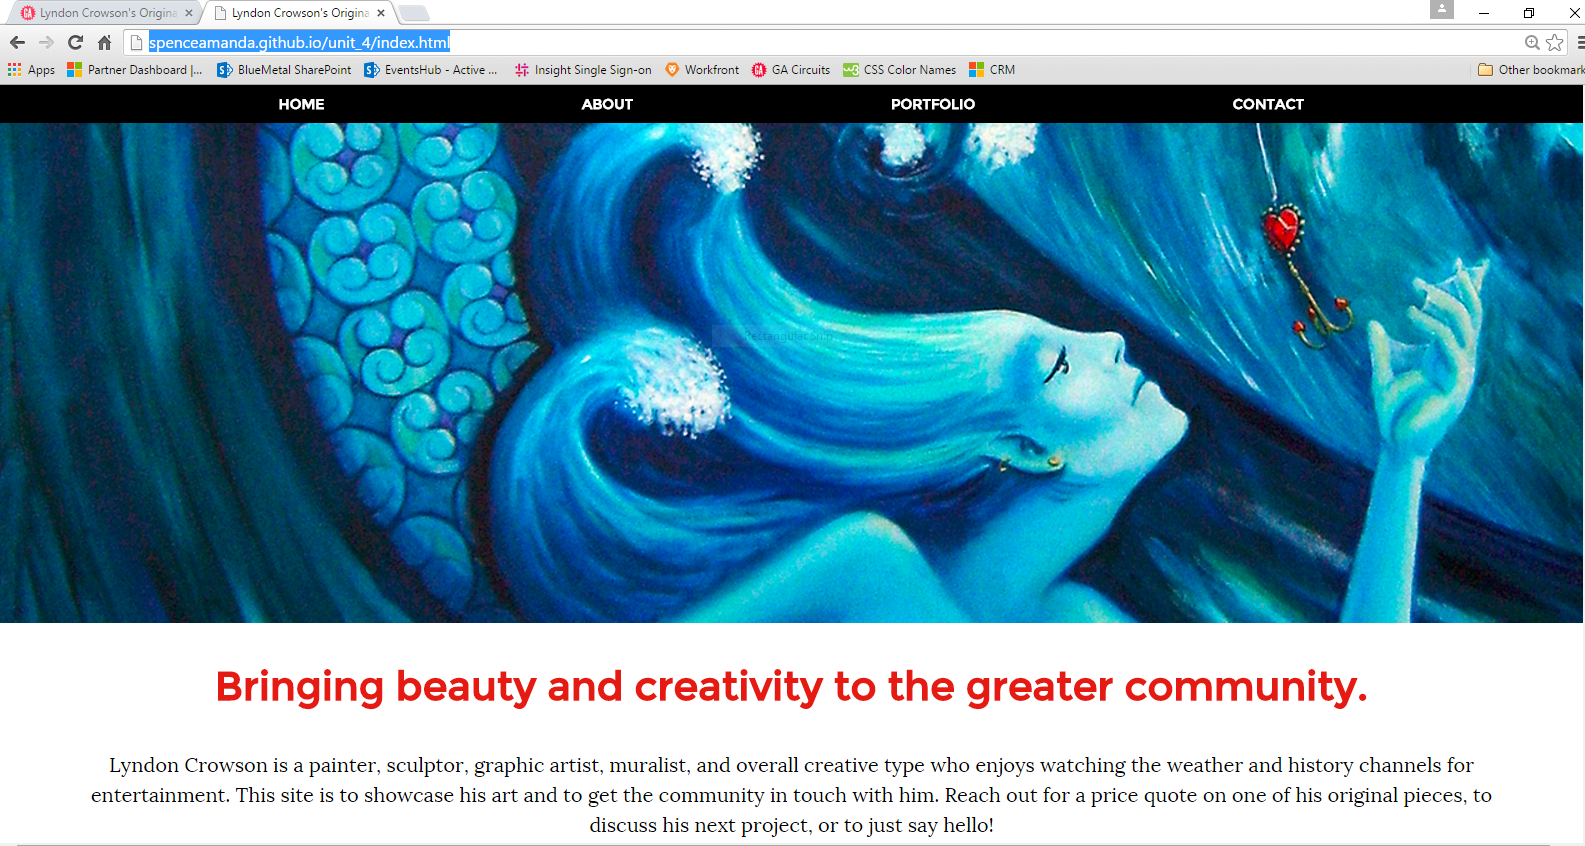 Lyndon Crowson's Origina
Lyndon Crowson's Origina
spenceamanda.github.io/unit_4/index.html
Apps
Partner Dashboard |...
BlueMetal SharePoint
EventsHub - Active ...
Insight Single Sign-on
Workfront
GA Circuits
CSS Color Names
CRM
Other bookmark
HOME
ABOUT
PORTFOLIO
CONTACT
Rectangular Snip
Bringing beauty and creativity to the greater community.
Lyndon Crowson is a painter, sculptor, graphic artist, muralist, and overall creative type who enjoys watching the weather and history channels for
entertainment. This site is to showcase his art and to get the community in touch with him. Reach out for a price quote on one of his original pieces, to
discuss his next project, or to just say hello!